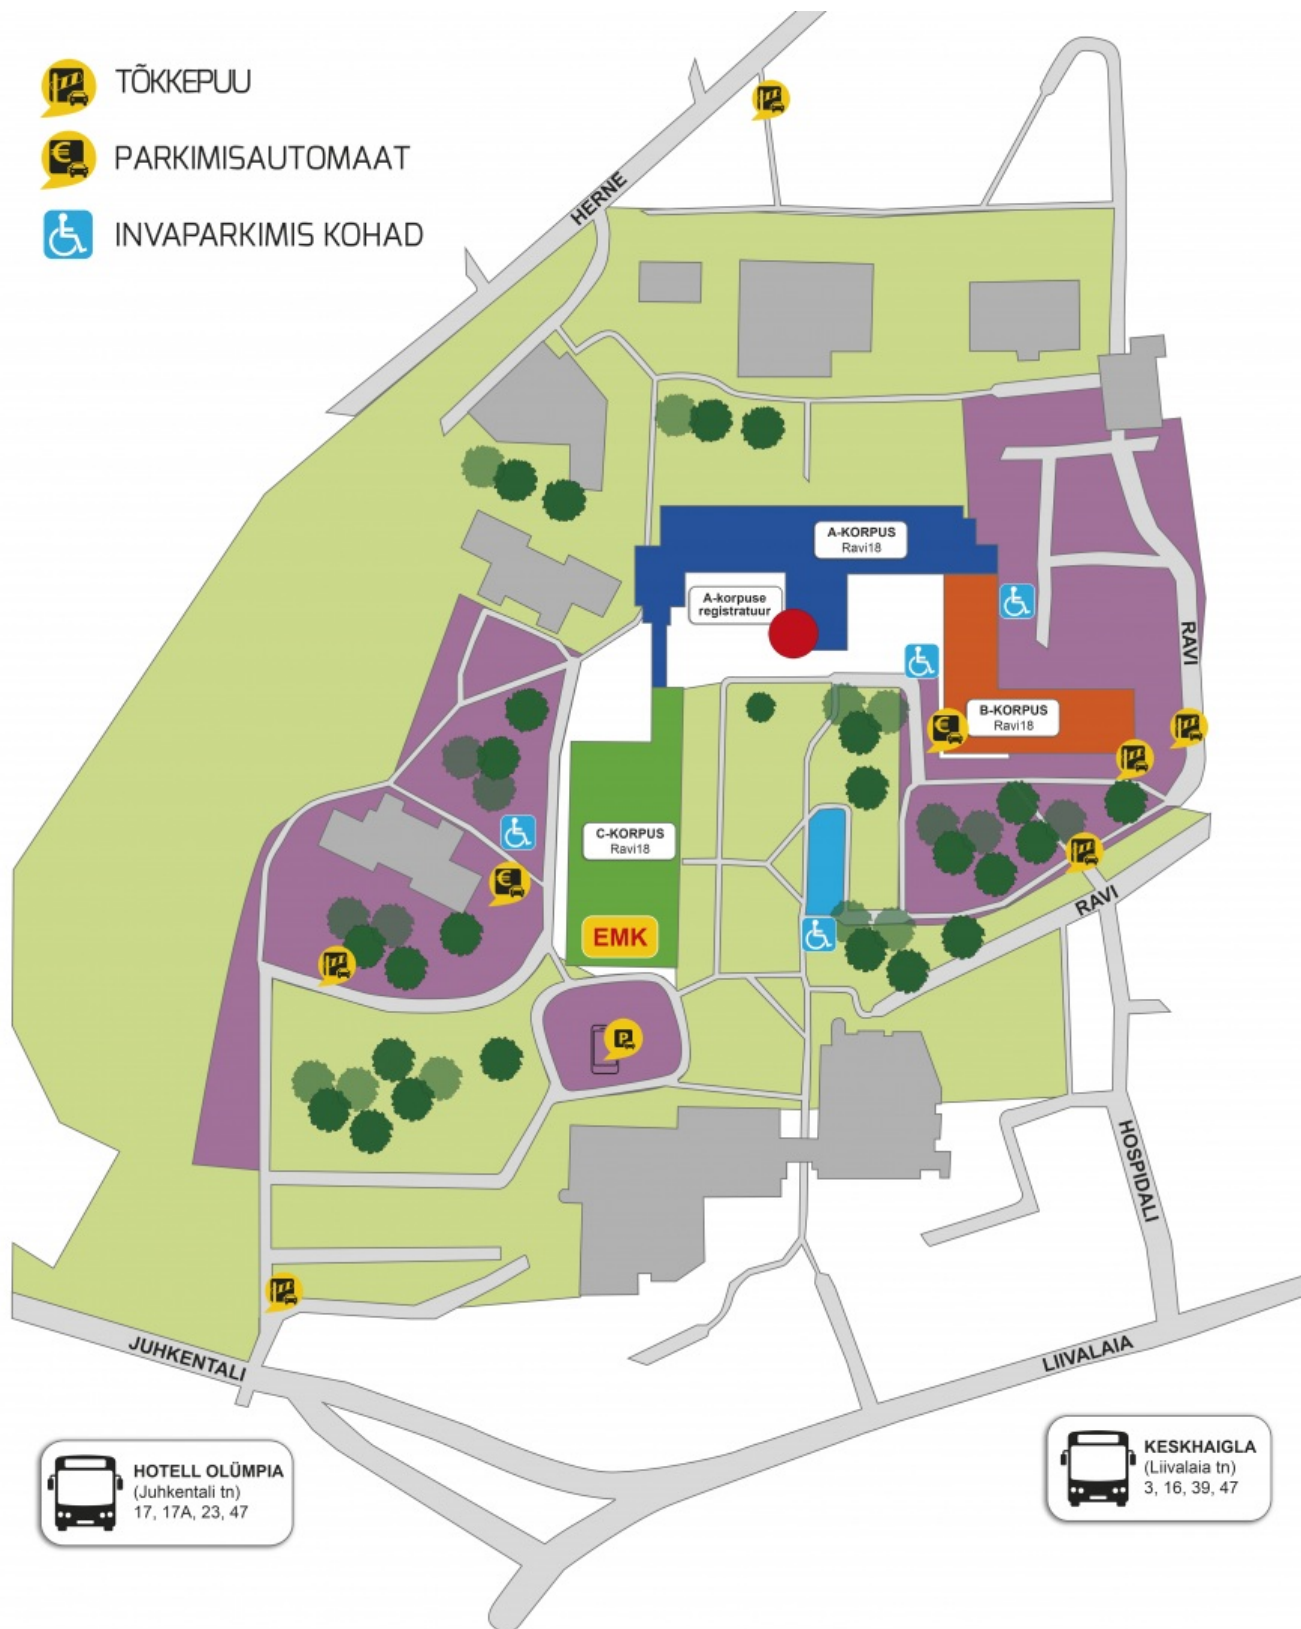 TÕKKEPUU
PARKIMISAUTOMAAT
INVAPARKIMIS KOHAD
HERNE
A-KORPUS
Ravi18
A-korpuse
registratuur
RAVI
B-KORPUS
Ravi18
C-KORPUS
Ravi18
RAVI
EMK
P
HOSPIDALI
JUHKENTALI
LIIVALAIA
HOTELL OLÜMPIA
(Juhkentali tn)
17, 17A, 23, 47
KESKHAIGLA
(Liivalaia tn)
3, 16, 39, 47